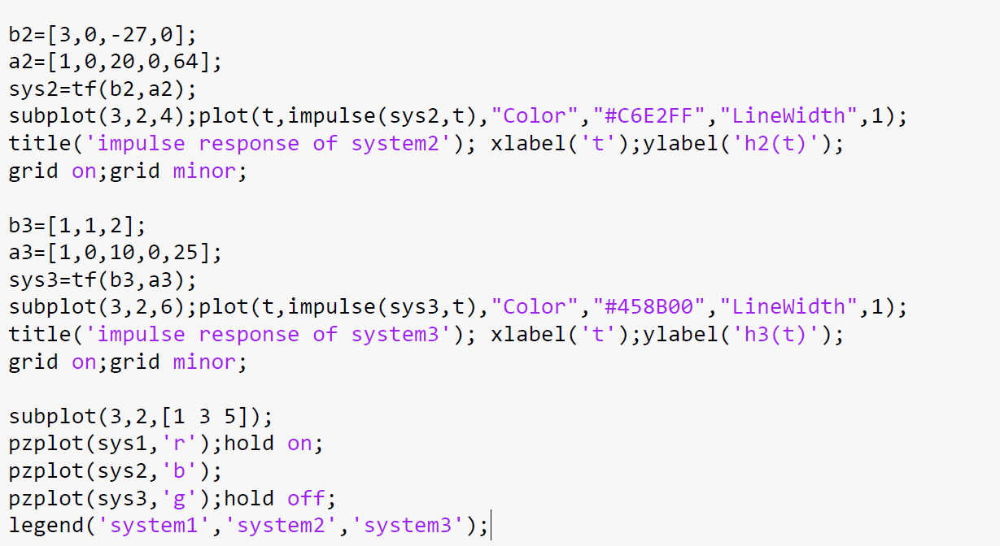 b2=[3,0,-27,0];
a2=[1,0,20,0,64];
sys2=tf(b2,a2);
subplot(3,2,4);plot(t,impulse(sys2,t),"Color","#C6E2FF","LineWidth",1);
title('impulse response of system2'); xlabel('t');ylabel('h2(t)');
grid on;grid minor;
b3=[1,1,2];
a3=[1,0,10,0,25];
sys3=tf(b3,a3);
subplot(3,2,6);plot(t,impulse(sys3,t),"Color","#458B00","LineWidth",1);
title('impulse response of system3'); xlabel('t');ylabel('h3(t)');
grid on;grid minor;
subplot(3,2,[1 3 5]);
pzplot(sys1,'r');hold on;
pzplot(sys2,'b');
pzplot(sys3,'g');hold off;
legend('system1','system2','system3');